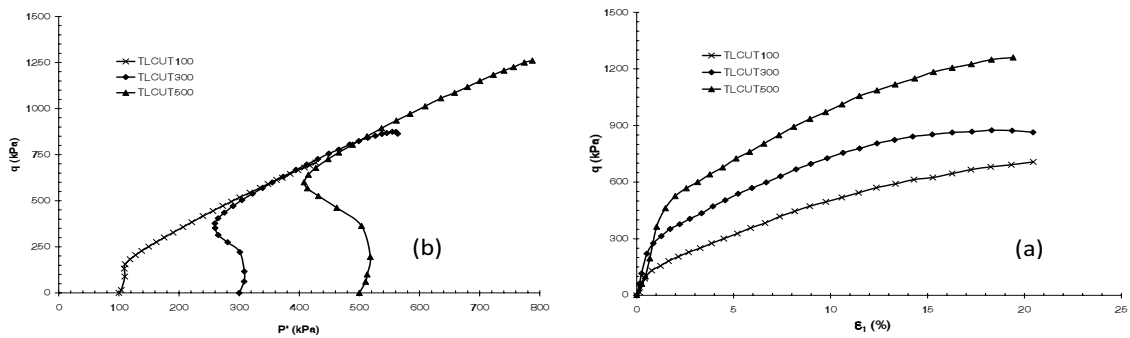 1500
1250
1000
750
500
250
0
q (kPa)
TLCUT100
TLCUT300
TLCUT500
(b)
0 100 200 300 400 500 600 700 800
P' (kPa)
1500
1200
900
600
300
0
q (kPa)
TLCUT100
TLCUT300
TLCUT500
(a)
0 5 10 15 20 25
ε₁ (%)